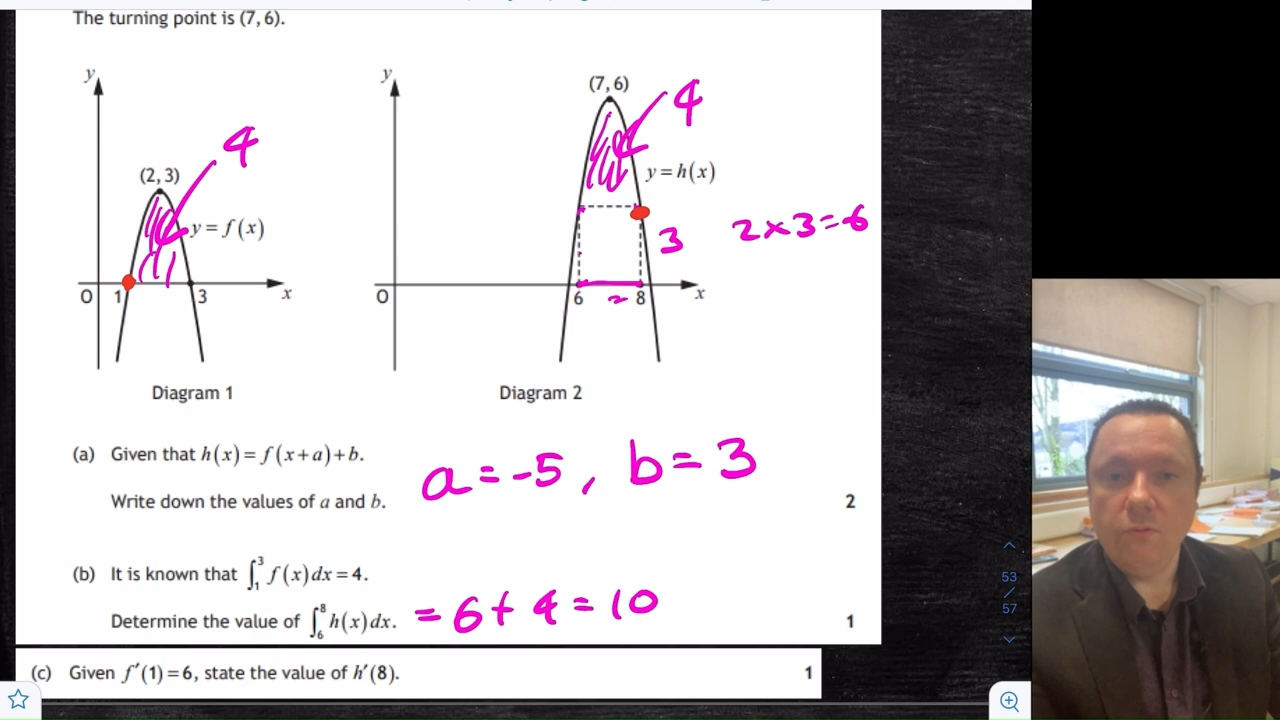 The turning point is (7, 6).
y
y
(7, 6)
4
4
(2, 3)
y = h(x)
y = f(x)
3
2 × 3 = 6
O
1
3
x
O
6
2
8
x
Diagram 1
Diagram 2
(a) Given that h(x) = f(x + a) + b.
a = -5, b = 3
Write down the values of a and b.
2
(b) It is known that ∫₁³ f(x) dx = 4.
Determine the value of ∫₆⁸ h(x) dx. = 6 + 4 = 10
1
(c) Given f′(1) = 6, state the value of h′(8).
1
53
/
57